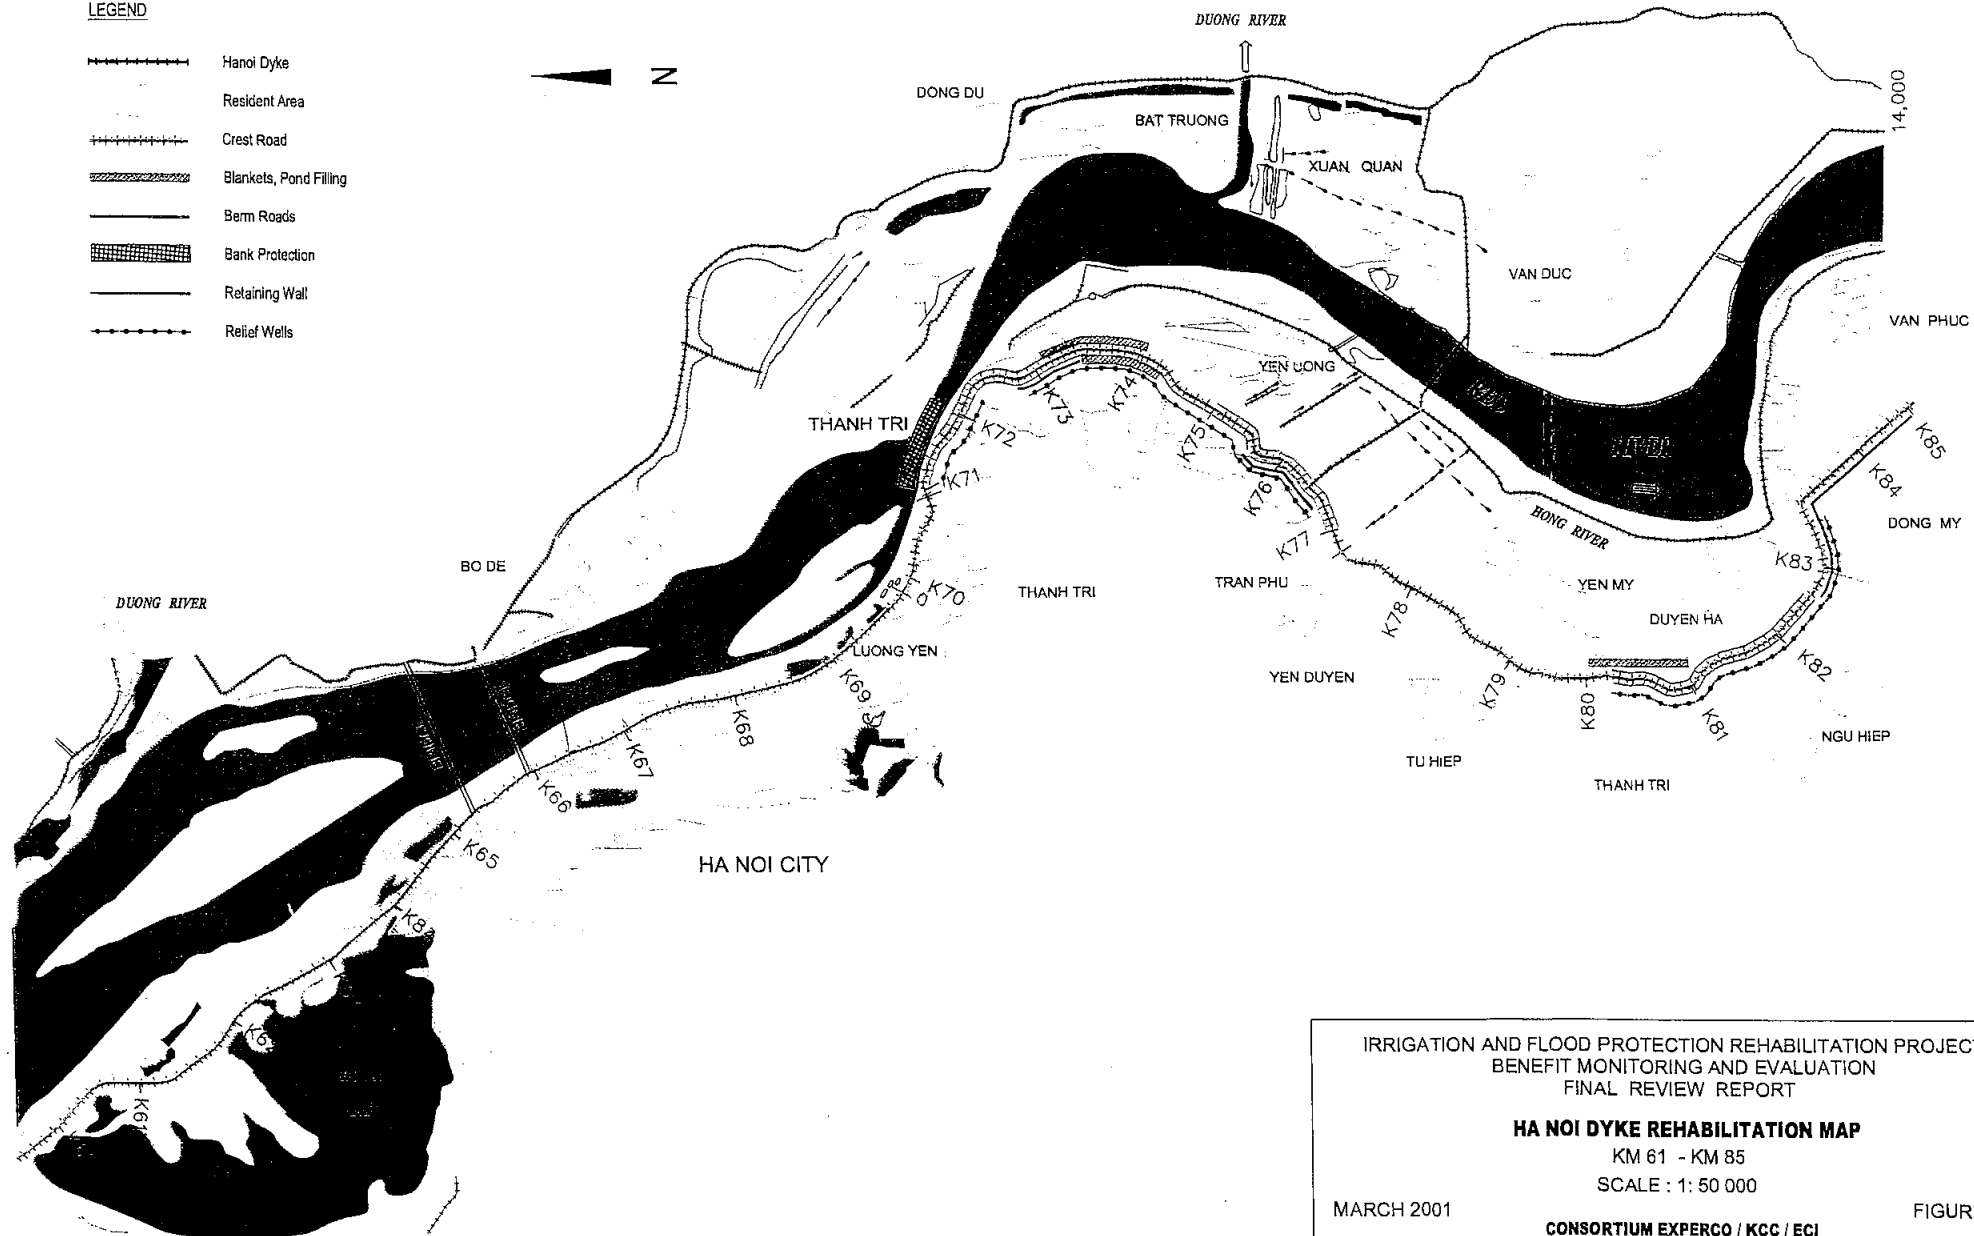 LEGEND
Hanoi Dyke
Resident Area
Crest Road
Blankets, Pond Filling
Berm Roads
Bank Protection
Retaining Wall
Relief Wells
N
DUONG RIVER
DONG DU
BAT TRUONG
XUAN QUAN
14,000
VAN DUC
VAN PHUC
YEN UONG
THANH TRI
K72
K73
K74
K75
K76
K77
K71
K70
HONG RIVER
K85
K84
DONG MY
K83
BO DE
DUONG RIVER
THANH TRI
TRAN PHU
K78
YEN MY
DUYEN HA
LUONG YEN
K69
K68
K67
K66
K65
YEN DUYEN
K79
K80
K81
K82
NGU HIEP
TU HIEP
THANH TRI
HA NOI CITY
K61
IRRIGATION AND FLOOD PROTECTION REHABILITATION PROJECT
BENEFIT MONITORING AND EVALUATION
FINAL REVIEW REPORT
HA NOI DYKE REHABILITATION MAP
KM 61 - KM 85
SCALE : 1: 50 000
MARCH 2001
FIGUR
CONSORTIUM EXPERCO / KCC / ECI